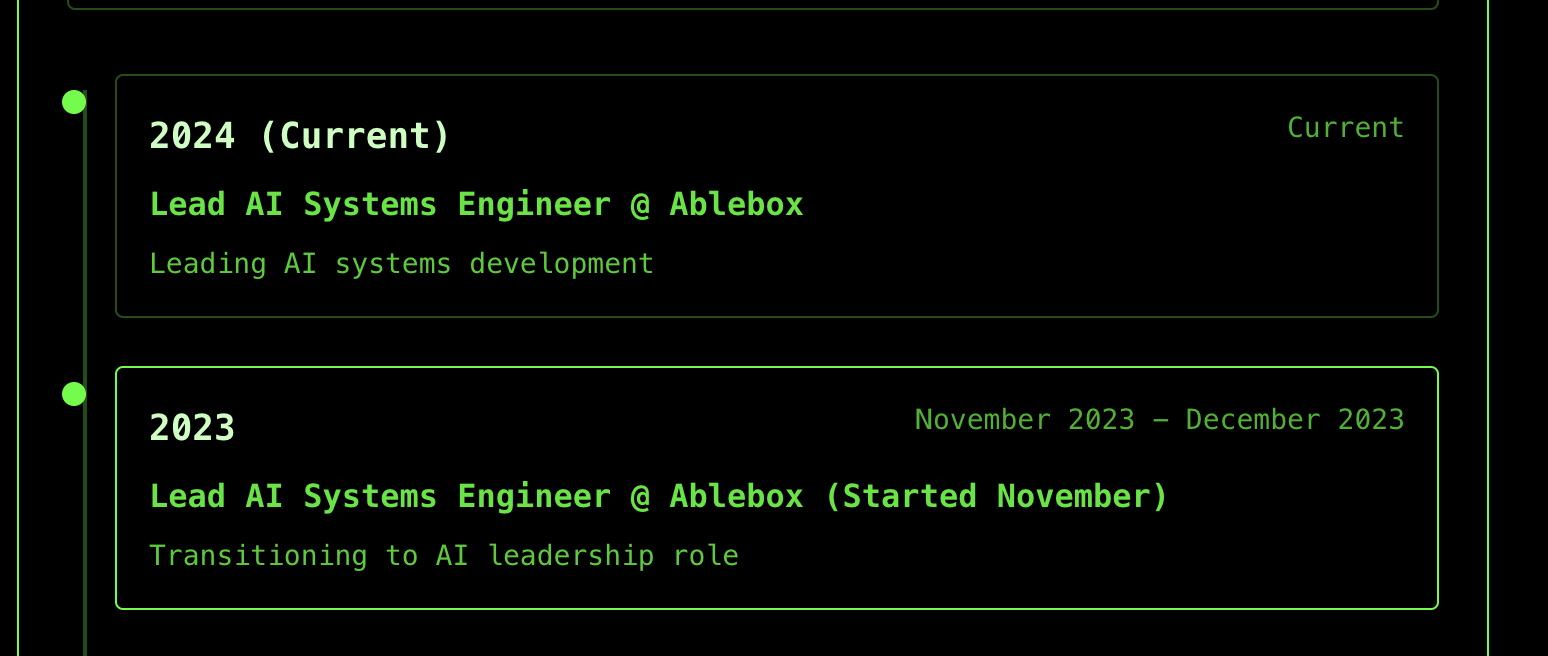 2024 (Current)
Current
Lead AI Systems Engineer @ Ablebox
Leading AI systems development
2023
November 2023 – December 2023
Lead AI Systems Engineer @ Ablebox (Started November)
Transitioning to AI leadership role